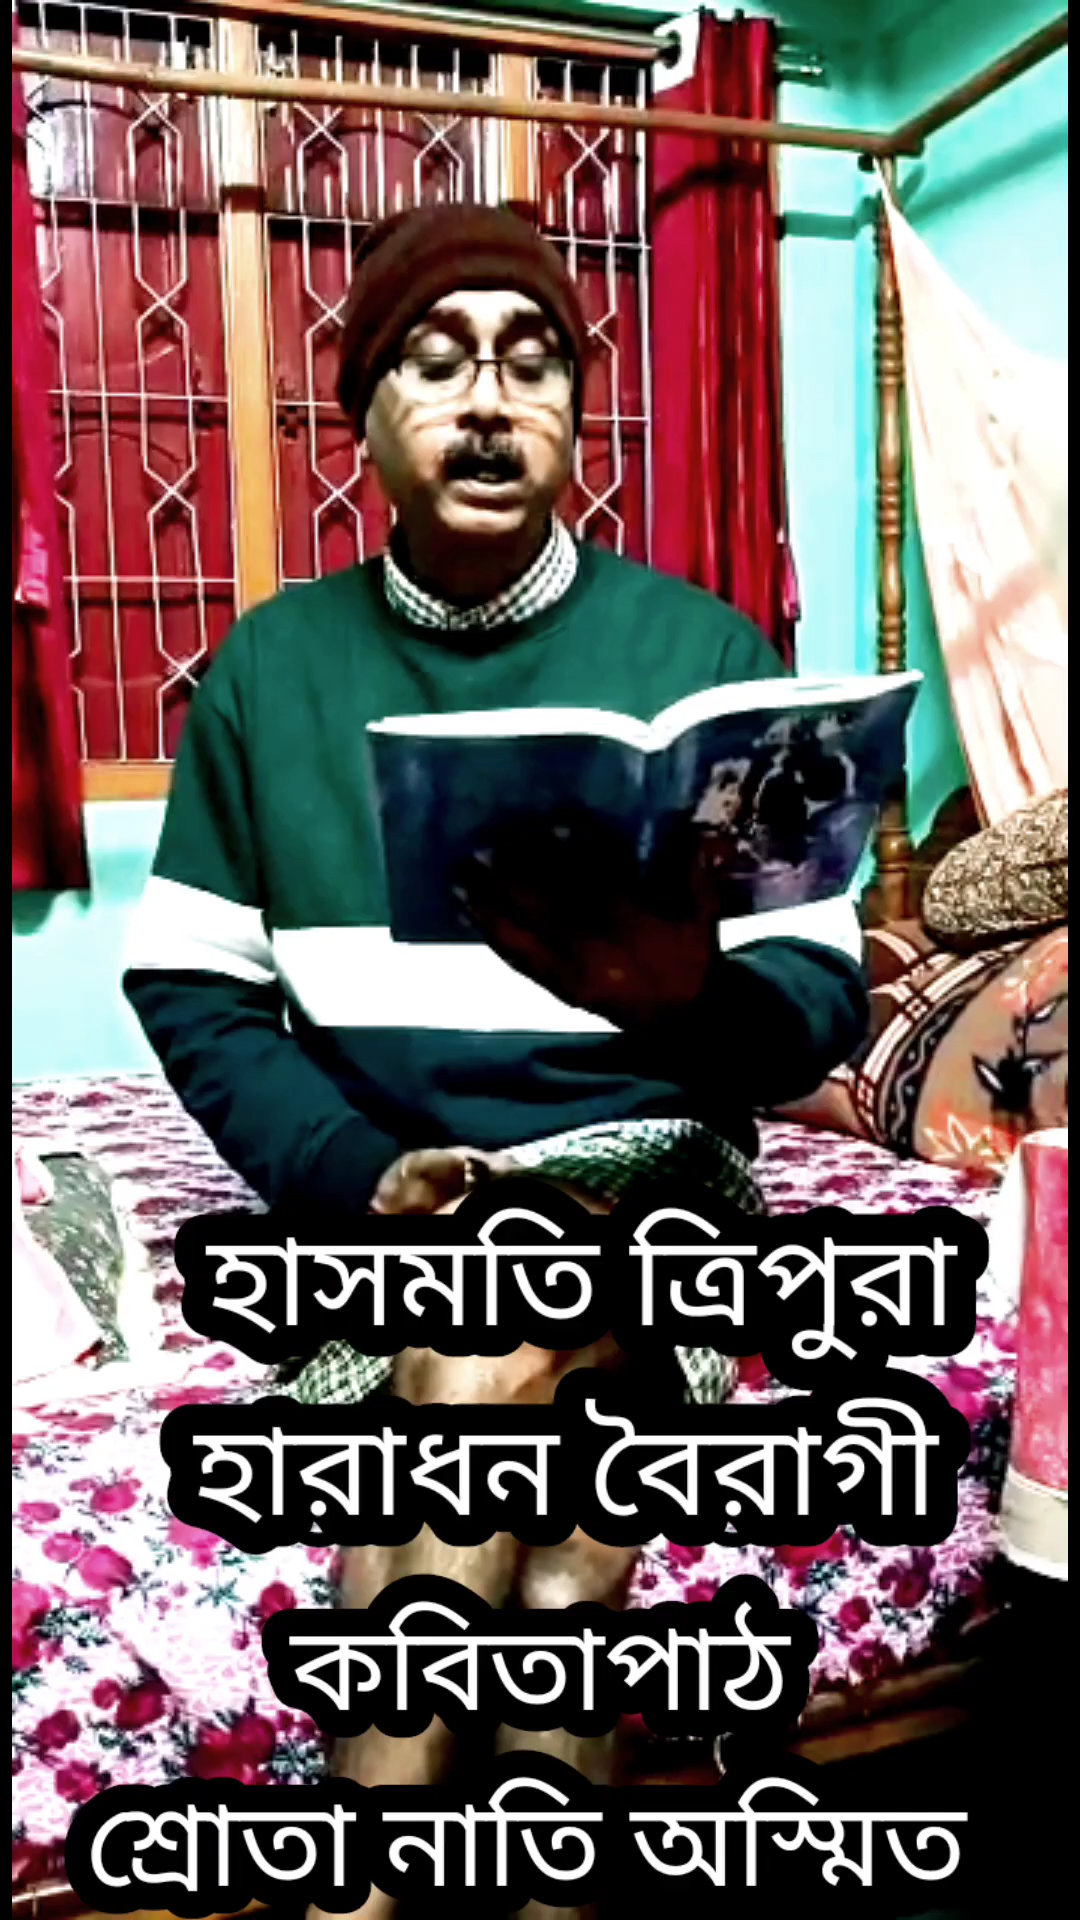 হাসমতি ত্রিপুরা
হারাধন বৈরাগী
কবিতাপাঠ
শ্রোতা নাতি অস্মিত